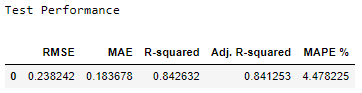 Test Performance
RMSE MAE R-squared Adj. R-squared MAPE %
0 0.238242 0.183678 0.842632 0.841253 4.478225